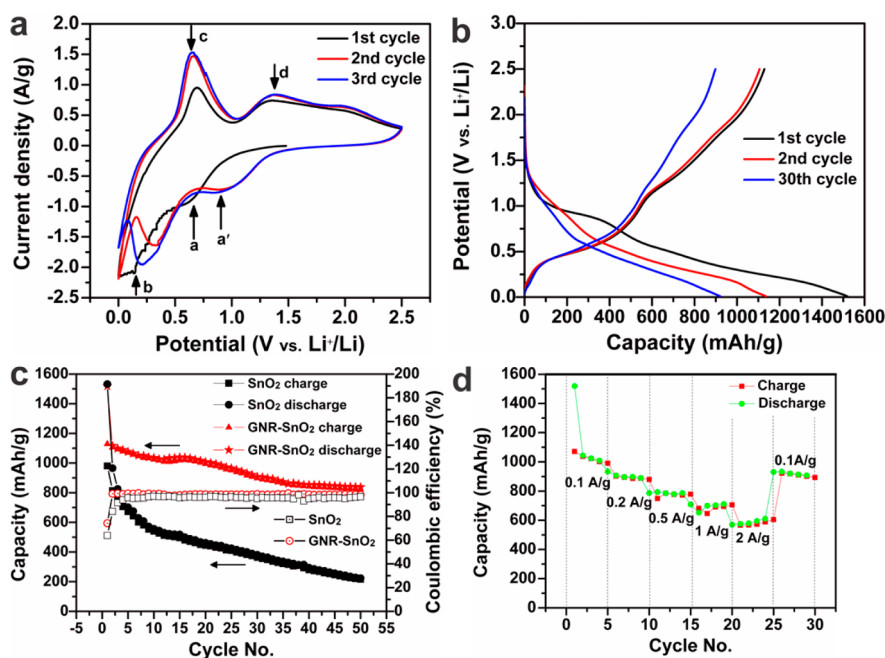 a
1st cycle
2nd cycle
3rd cycle
c
d
a
a′
b
Current density (A/g)
1.5
1.0
0.5
0.0
-0.5
-1.0
-1.5
-2.0
-2.5
0.0 0.5 1.0 1.5 2.0 2.5
Potential (V vs. Li⁺/Li)
b
1st cycle
2nd cycle
30th cycle
Potential (V vs. Li⁺/Li)
3.0
2.5
2.0
1.5
1.0
0.5
0.0
0 200 400 600 800 1000 1200 1400 1600
Capacity (mAh/g)
c
SnO₂ charge
SnO₂ discharge
GNR-SnO₂ charge
GNR-SnO₂ discharge
SnO₂
GNR-SnO₂
Capacity (mAh/g)
1600
1400
1200
1000
800
600
400
200
0
Coulombic efficiency (%)
200
180
160
140
120
100
80
60
40
20
0
-5 0 5 10 15 20 25 30 35 40 45 50 55
Cycle No.
d
Charge
Discharge
0.1 A/g
0.2 A/g
0.5 A/g
1 A/g
2 A/g
0.1A/g
Capacity (mAh/g)
1600
1400
1200
1000
800
600
400
200
0
0 5 10 15 20 25 30
Cycle No.